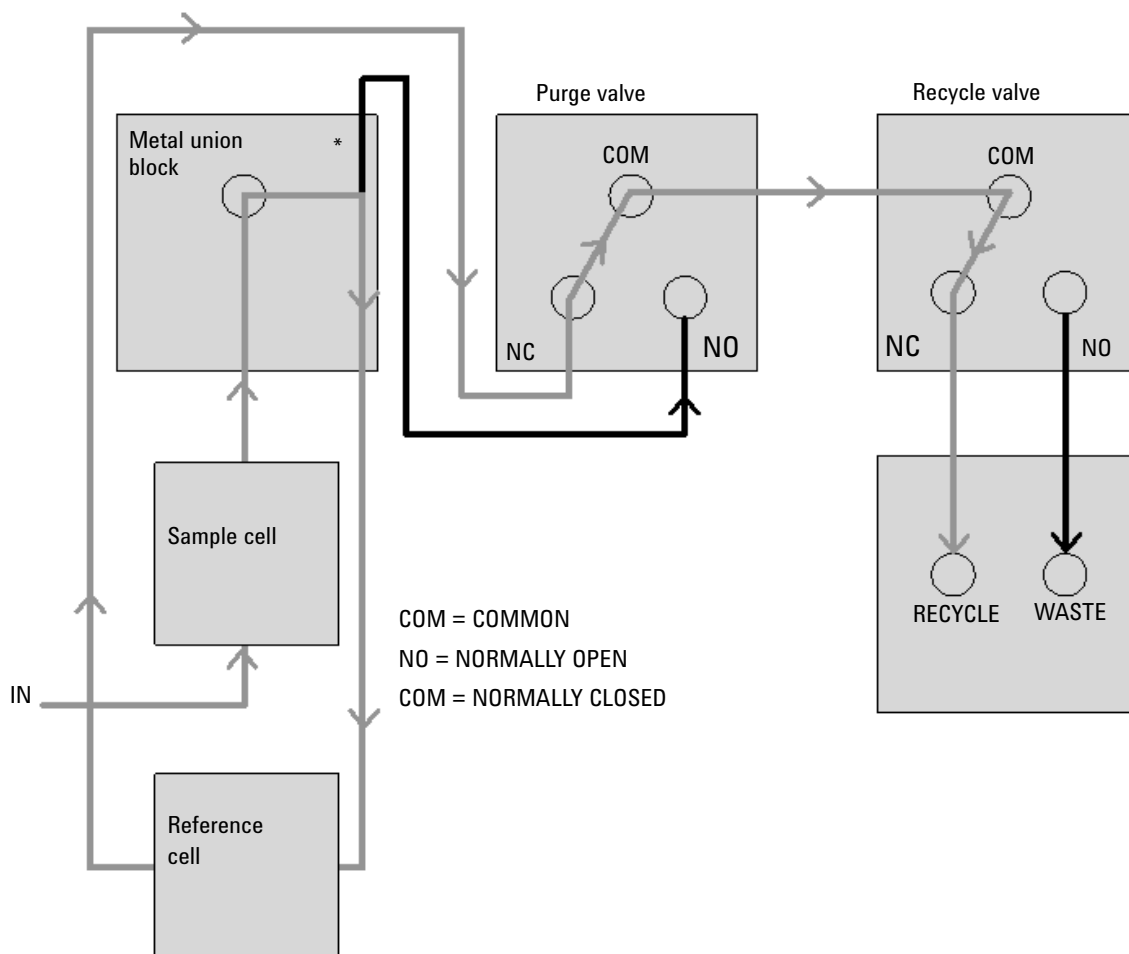 Purge valve
Recycle valve
Metal union
block
*
COM
COM
NC
NO
NC
NO
Sample cell
RECYCLE
WASTE
COM = COMMON
NO = NORMALLY OPEN
COM = NORMALLY CLOSED
IN
Reference
cell